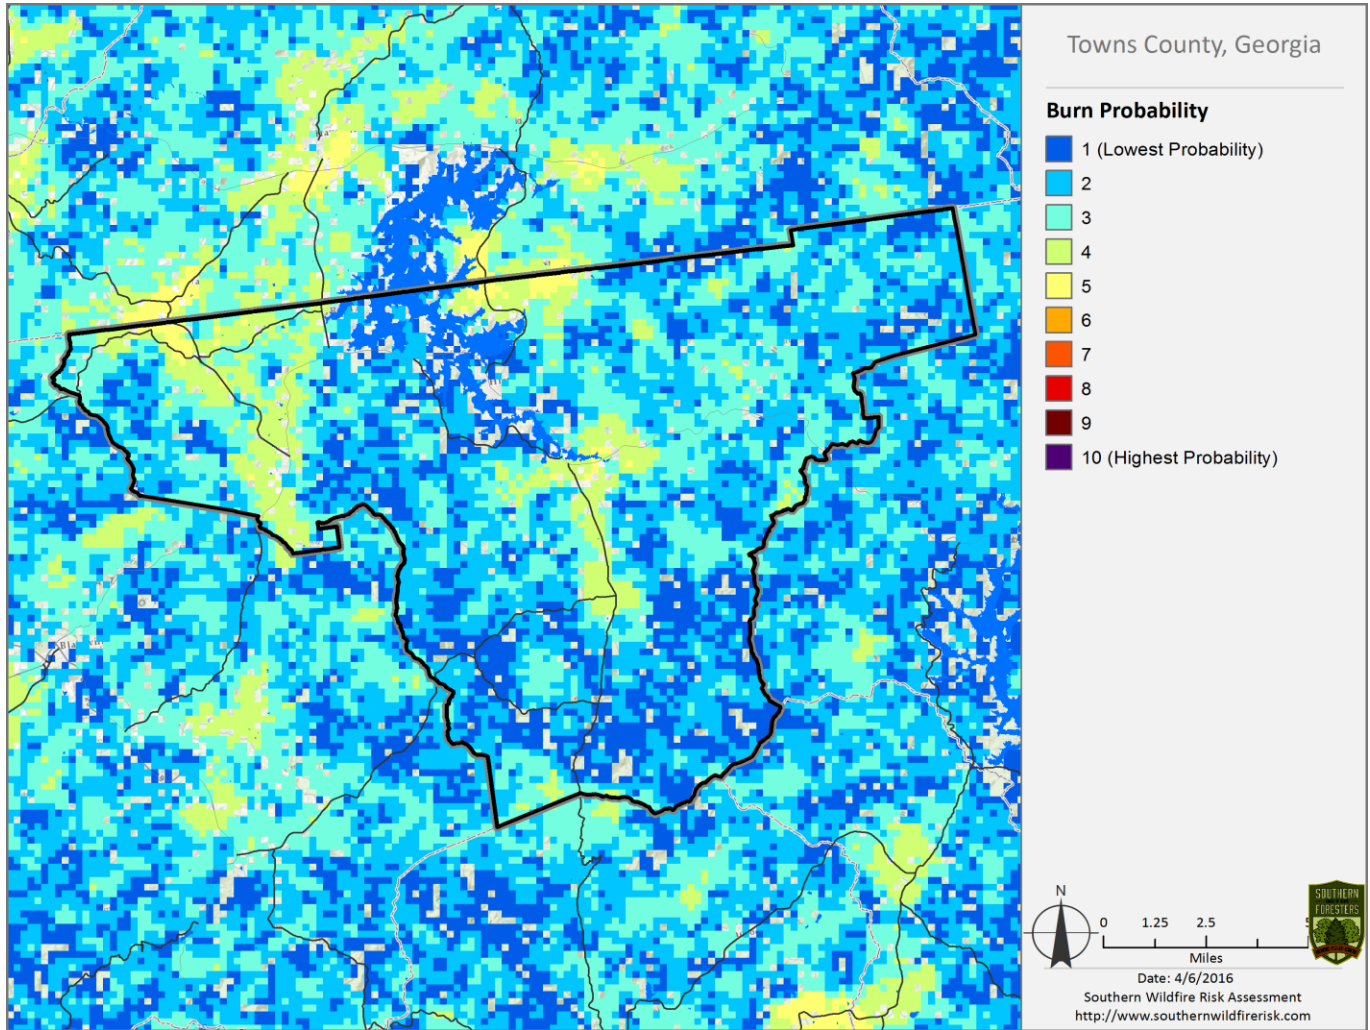 Towns County, Georgia
Burn Probability
1 (Lowest Probability)
2
3
4
5
6
7
8
9
10 (Highest Probability)
N
0 1.25 2.5 5
Miles
Date: 4/6/2016
Southern Wildfire Risk Assessment
http://www.southernwildfirerisk.com
SOUTHERN
FORESTERS